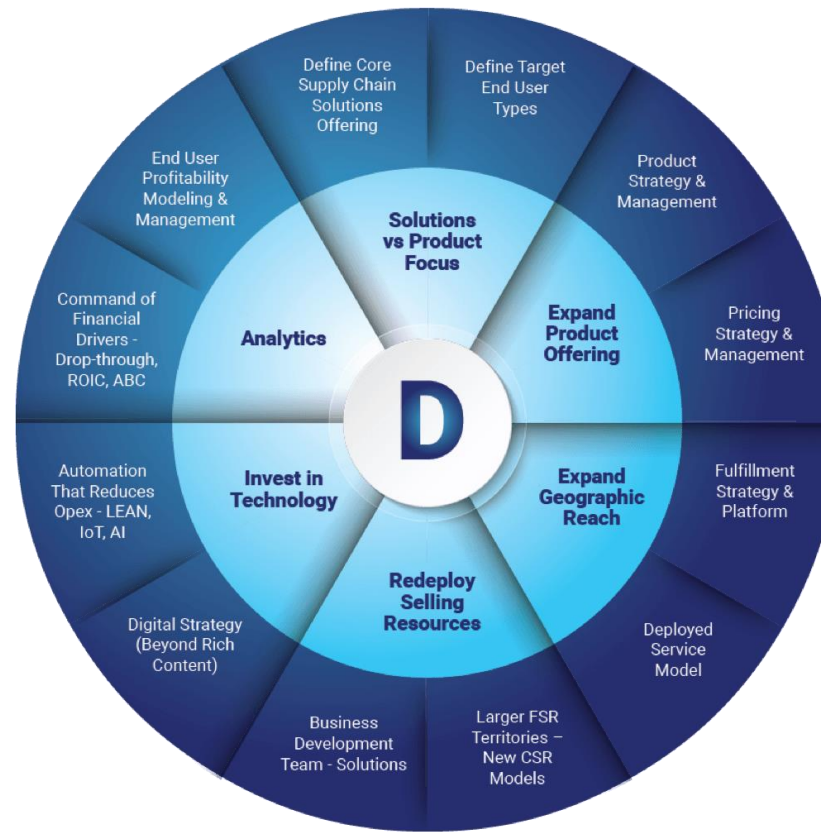 Define Core
Supply Chain
Solutions
Offering
Define Target
End User
Types
Product
Strategy &
Management
Pricing
Strategy &
Management
Fulfillment
Strategy &
Platform
Deployed
Service
Model
Larger FSR
Territories –
New CSR
Models
Business
Development
Team - Solutions
Digital Strategy
(Beyond Rich
Content)
Automation
That Reduces
Opex - LEAN,
IoT, AI
Command of
Financial
Drivers -
Drop-through,
ROIC, ABC
End User
Profitability
Modeling &
Management
Solutions
vs Product
Focus
Expand
Product
Offering
Expand
Geographic
Reach
Redeploy
Selling
Resources
Invest in
Technology
Analytics
D